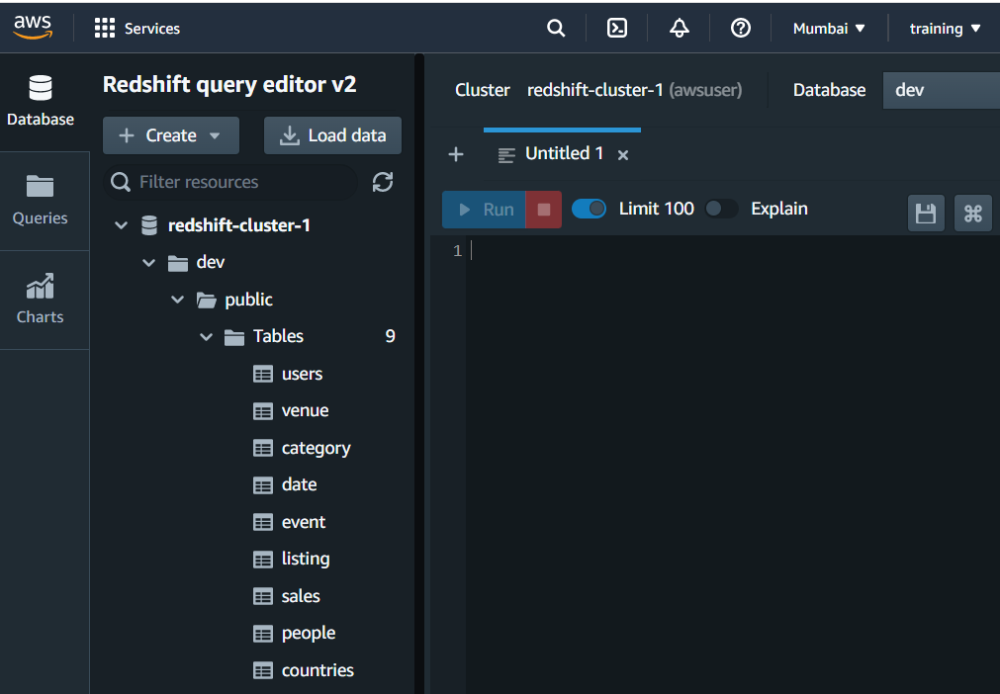 aws Services Mumbai training
Database
Queries
Charts
Redshift query editor v2
Create Load data
Filter resources
redshift-cluster-1
dev
public
Tables 9
users
venue
category
date
event
listing
sales
people
countries
Cluster redshift-cluster-1 (awsuser) Database dev
Untitled 1
Run Limit 100 Explain
1